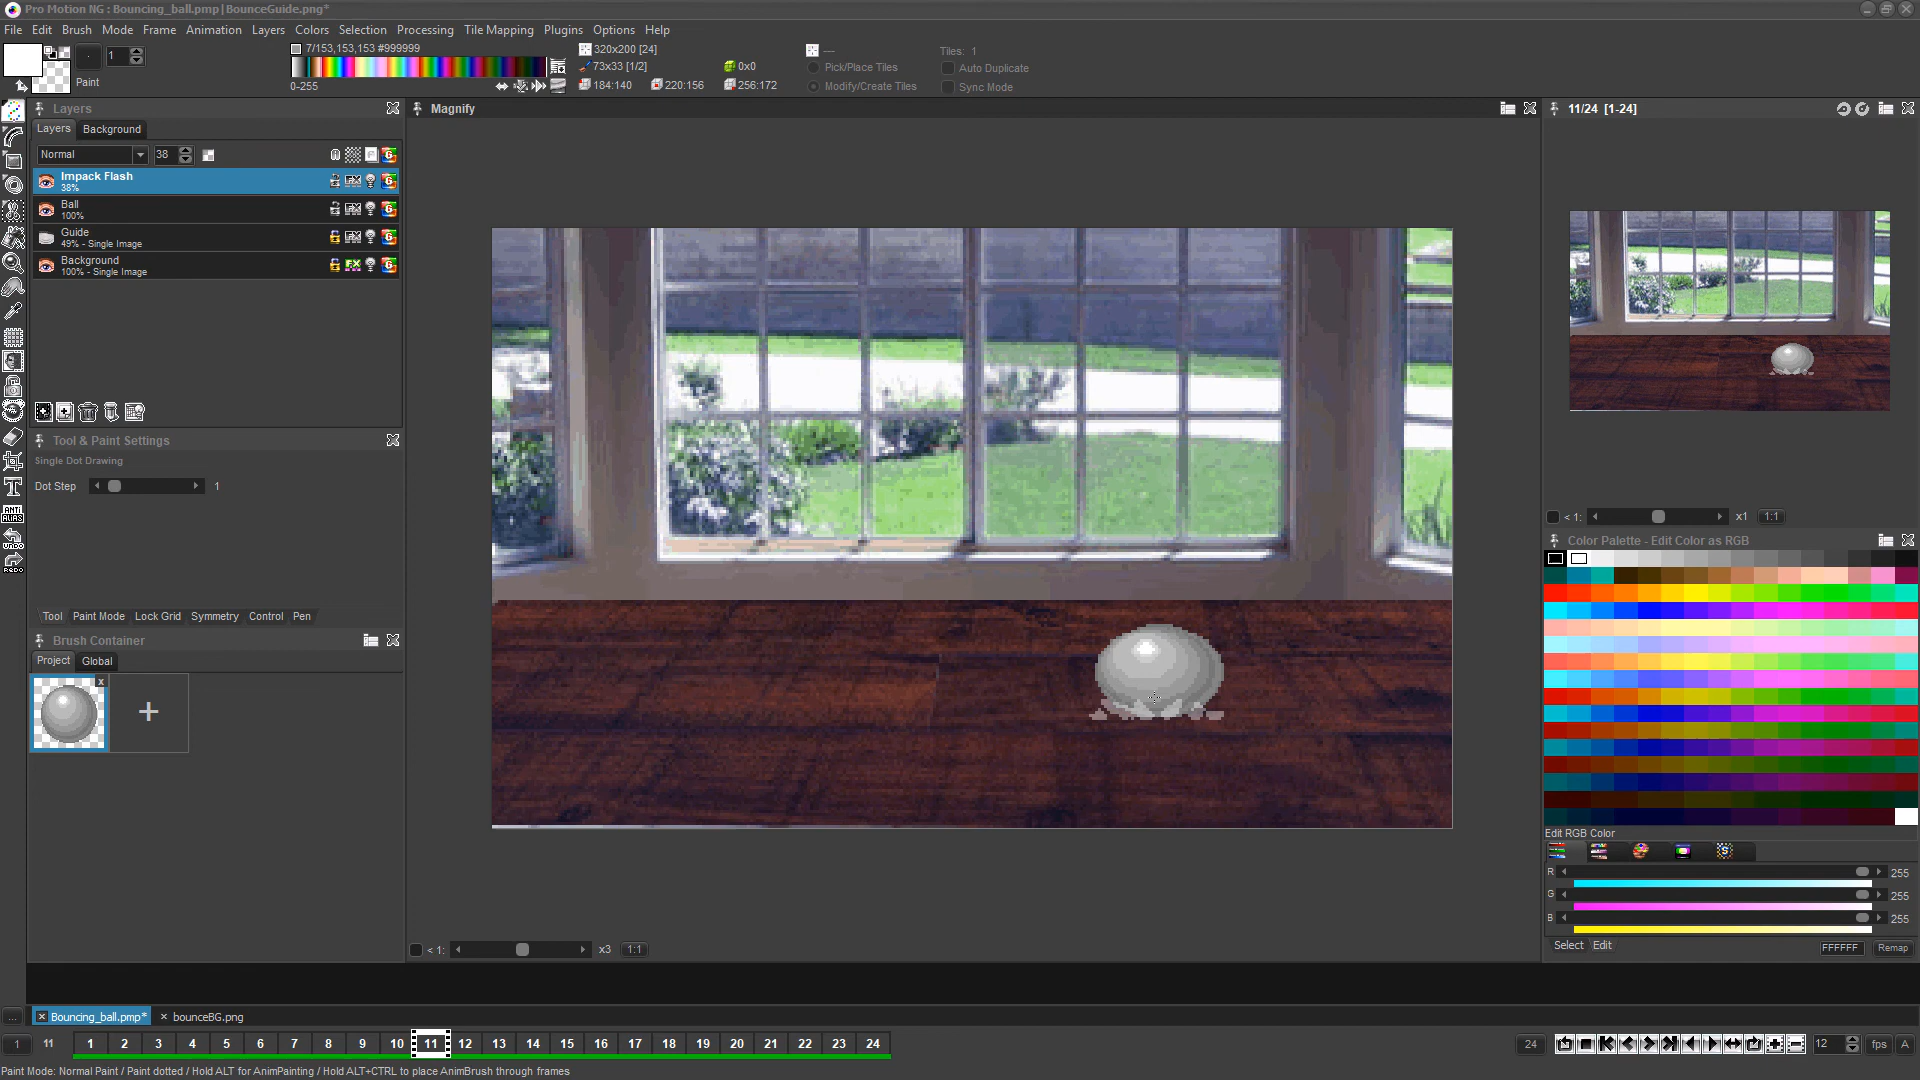 Pro Motion NG : Bouncing_ball.pmp|BounceGuide.png*
File Edit Brush Mode Frame Animation Layers Colors Selection Processing Tile Mapping Plugins Options Help
1
Paint
7/153,153,153 #999999
0-255
320x200 [24]
73x33 [1/2]
0x0
184:140
220:156
256:172
---
Pick/Place Tiles
Modify/Create Tiles
Tiles: 1
Auto Duplicate
Sync Mode
Layers
Layers Background
Normal 38
Impack Flash
38%
Ball
100%
Guide
49% - Single Image
Background
100% - Single Image
Tool & Paint Settings
Single Dot Drawing
Dot Step 1
Tool Paint Mode Lock Grid Symmetry Control Pen
Brush Container
Project Global
x
+
ANTI
ALIAS
UNDO
REDO
Magnify
< 1: x3 1:1
11/24 [1-24]
< 1: x1 1:1
Color Palette - Edit Color as RGB
Edit RGB Color
R 255
G 255
B 255
Select Edit FFFFFF Remap
... Bouncing_ball.pmp* bounceBG.png
1 11 1 2 3 4 5 6 7 8 9 10 11 12 13 14 15 16 17 18 19 20 21 22 23 24
24 12 fps A
Paint Mode: Normal Paint / Paint dotted / Hold ALT for AnimPainting / Hold ALT+CTRL to place AnimBrush through frames